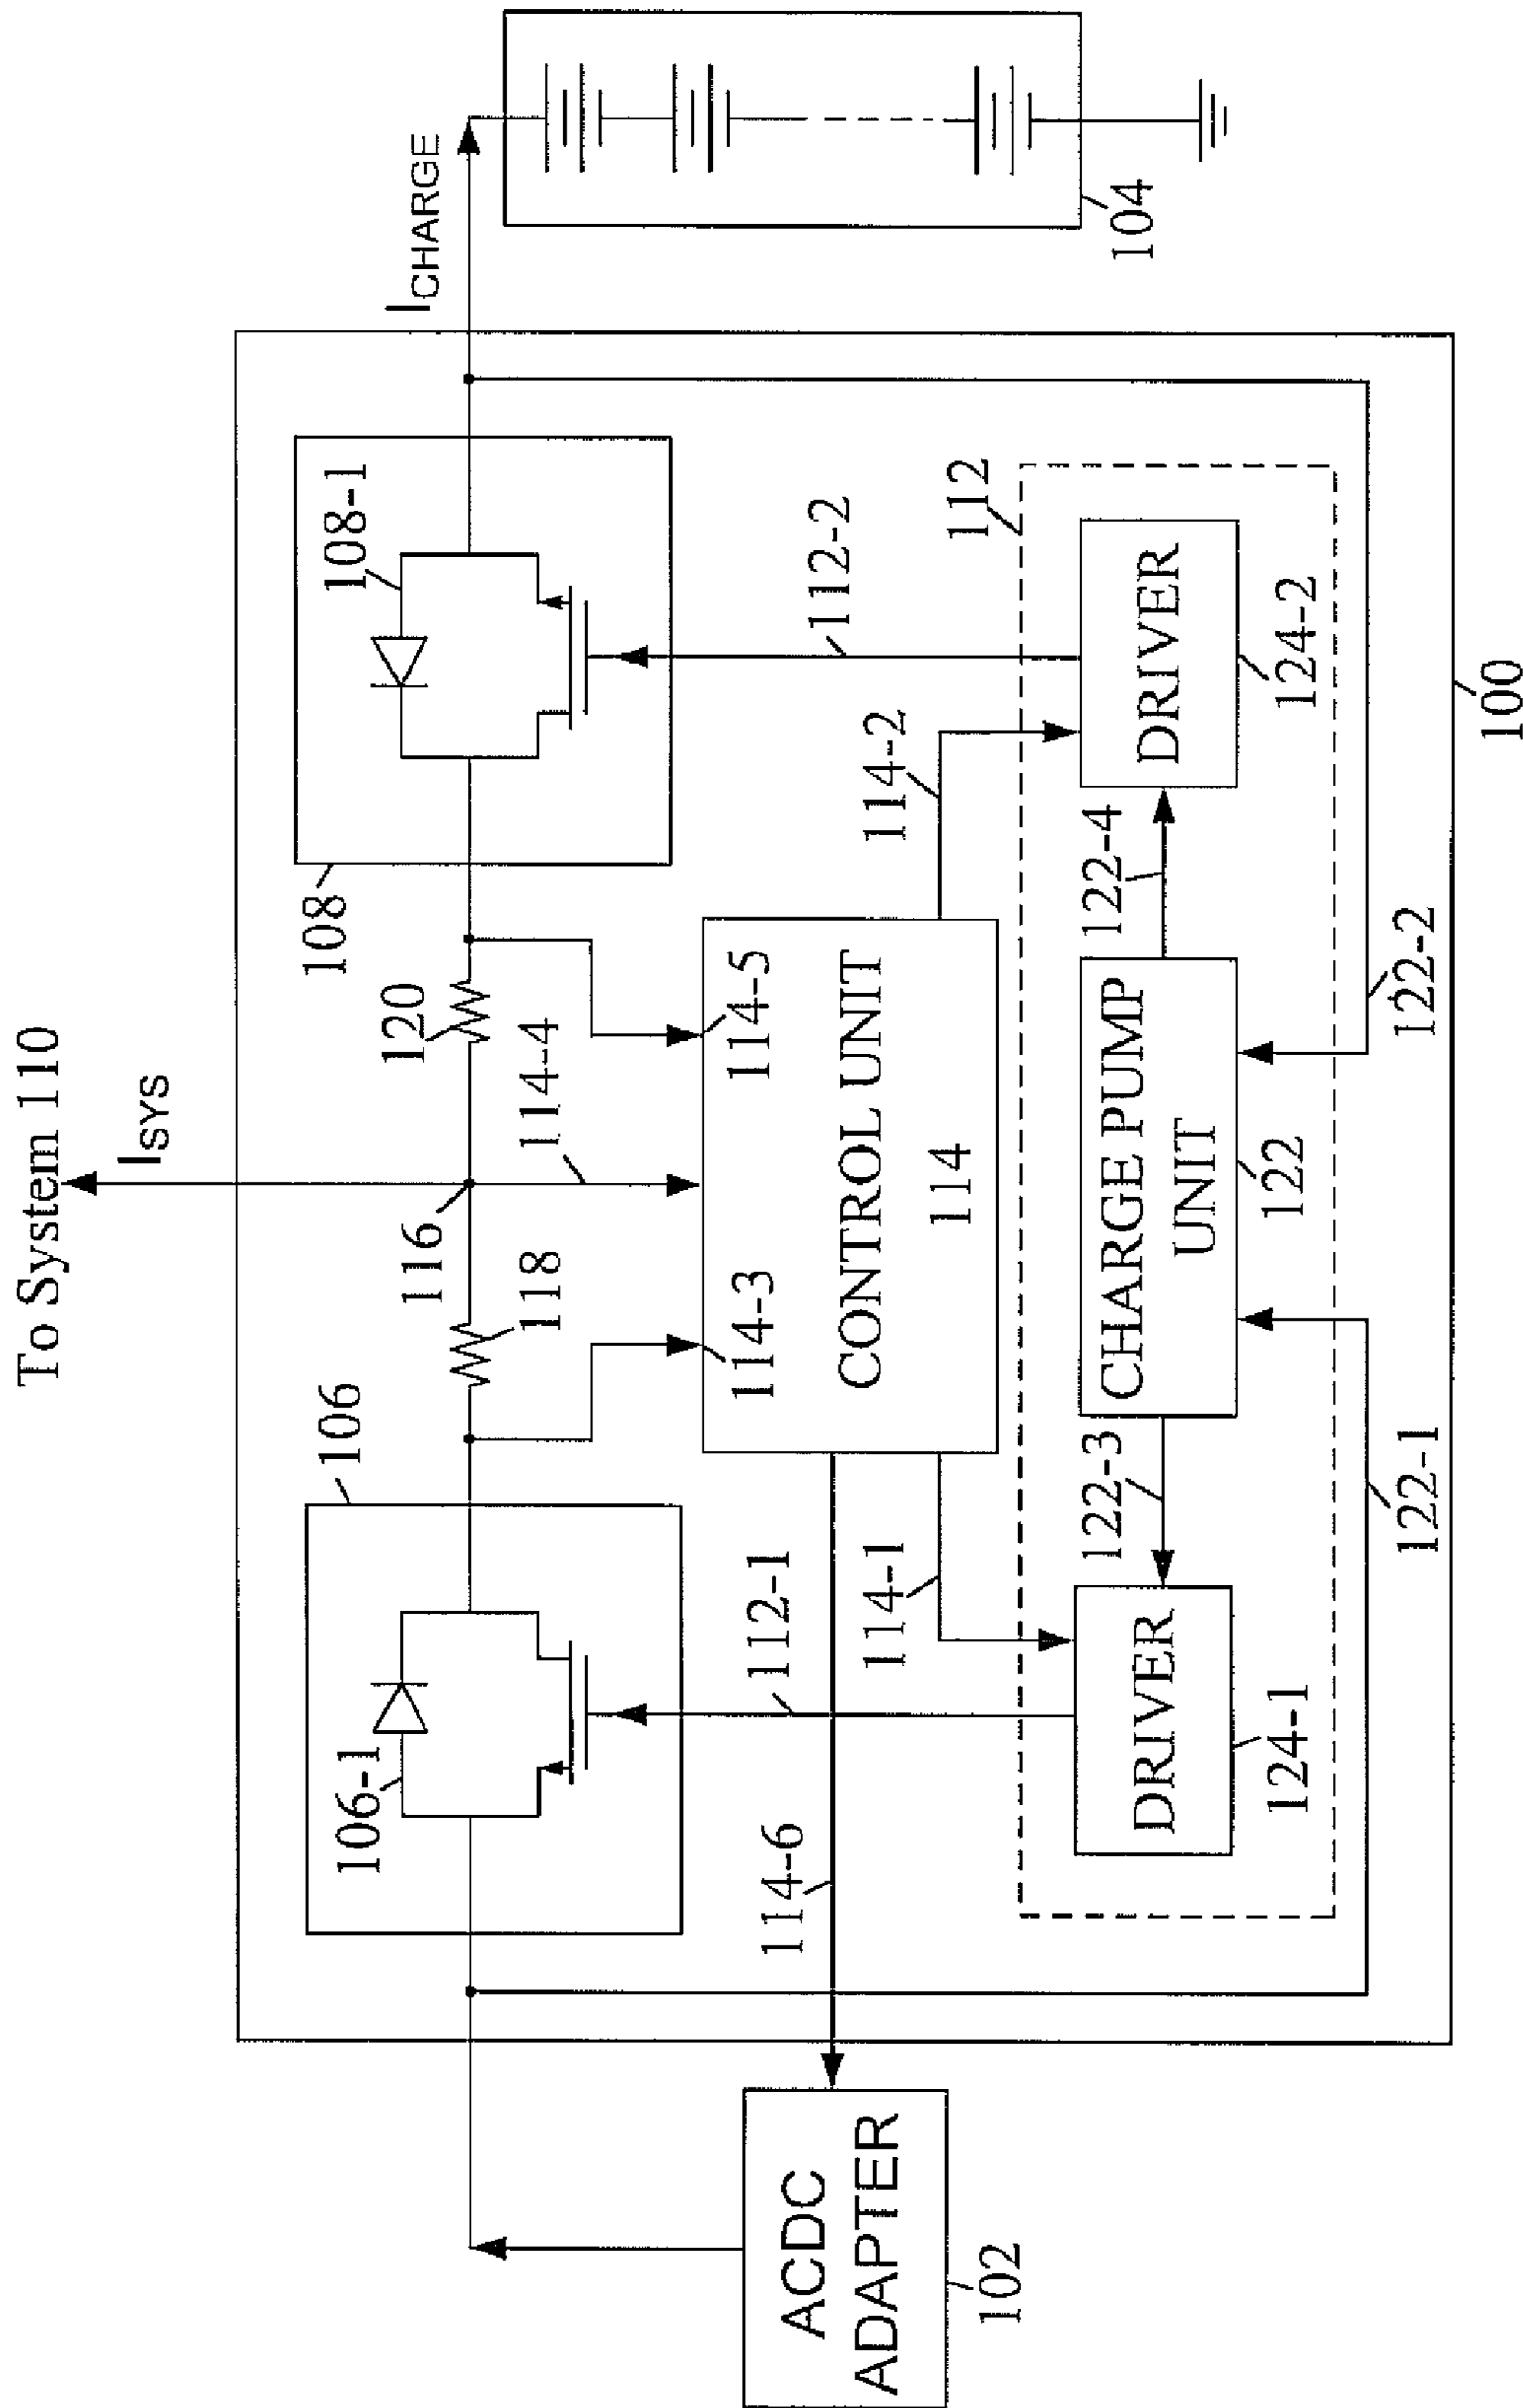 To System 110
I_SYS
I_CHARGE
106
116
118
120
108
106-1
108-1
114-4
104
114-3
114-5
112-1
112-2
CONTROL UNIT
114
114-6
114-1
114-2
112
ACDC
ADAPTER
102
122-3
122-4
DRIVER
CHARGE PUMP
UNIT
DRIVER
124-1
122
124-2
122-1
122-2
100